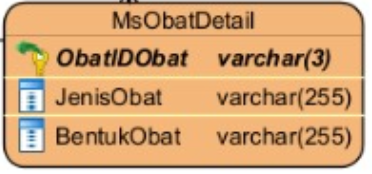 MsObatDetail
ObatIDObat varchar(3)
JenisObat varchar(255)
BentukObat varchar(255)